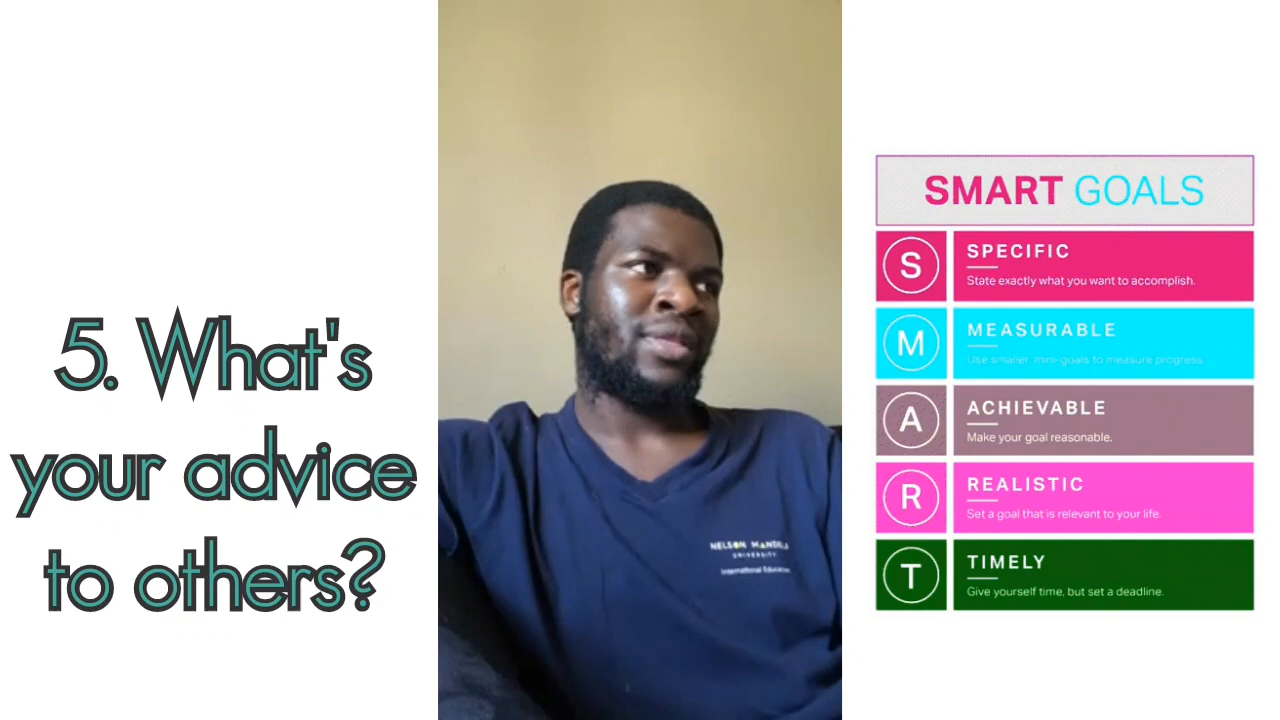 5. What's
your advice
to others?
NELSON MANDELA
UNIVERSITY
International Education
SMART GOALS
S
SPECIFIC
State exactly what you want to accomplish.
M
MEASURABLE
Use smaller, mini-goals to measure progress.
A
ACHIEVABLE
Make your goal reasonable.
R
REALISTIC
Set a goal that is relevant to your life.
T
TIMELY
Give yourself time, but set a deadline.